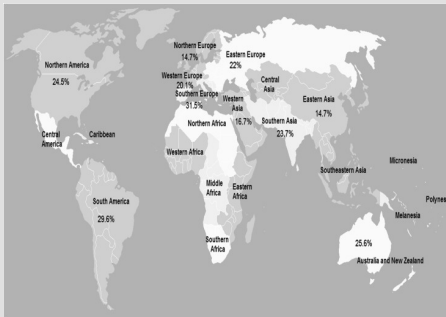 Northern America
24.5%
Northern Europe
14.7%
Eastern Europe
22%
Western Europe
20.1%
Southern Europe
31.5%
Central
Asia
Western
Asia
16.7%
Eastern Asia
14.7%
Southern Asia
23.7%
Central
America
Caribbean
Northern Africa
Western Africa
Middle
Africa
Eastern
Africa
Southeastern Asia
Micronesia
South America
29.6%
Melanesia
Polynes
Southern
Africa
25.6%
Australia and New Zealand